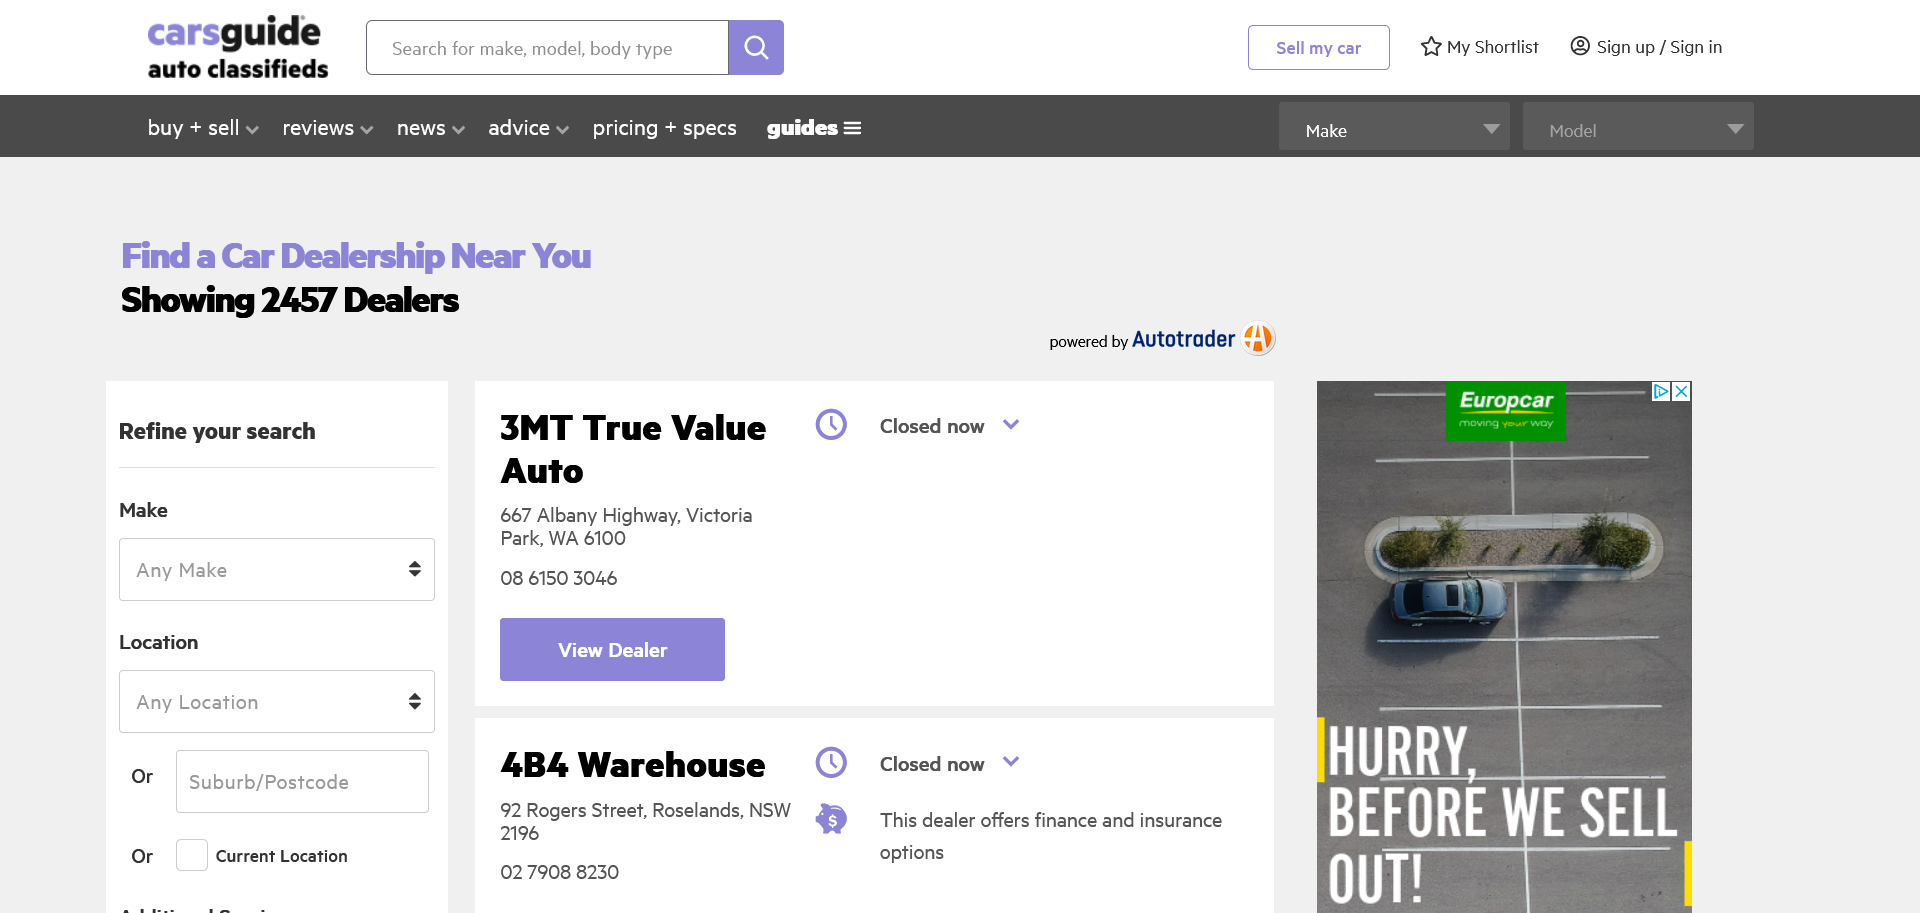 carsguide
auto classifieds
Search for make, model, body type
Sell my car
My Shortlist
Sign up / Sign in
buy + sell
reviews
news
advice
pricing + specs
guides
Make
Model
Find a Car Dealership Near You
Showing 2457 Dealers
powered by Autotrader
Refine your search
Make
Any Make
Location
Any Location
Or
Suburb/Postcode
Or
Current Location
3MT True Value
Auto
667 Albany Highway, Victoria
Park, WA 6100
08 6150 3046
View Dealer
Closed now
4B4 Warehouse
92 Rogers Street, Roselands, NSW
2196
02 7908 8230
Closed now
This dealer offers finance and insurance
options
Europcar
moving your way
HURRY,
BEFORE WE SELL
OUT!